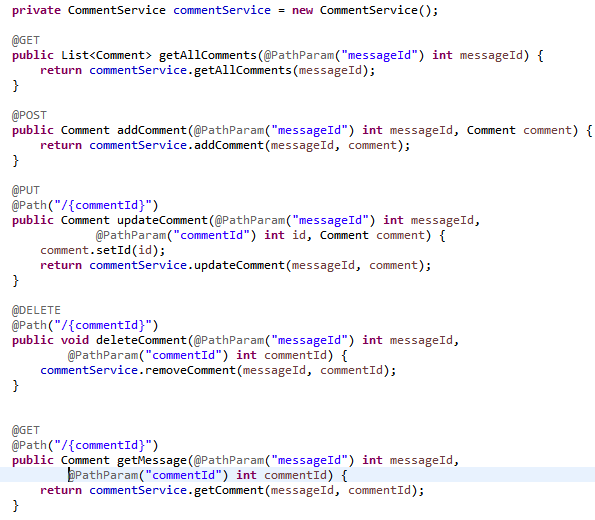 private CommentService commentService = new CommentService();
@GET
public List<Comment> getAllComments(@PathParam("messageId") int messageId) {
return commentService.getAllComments(messageId);
}
@POST
public Comment addComment(@PathParam("messageId") int messageId, Comment comment) {
return commentService.addComment(messageId, comment);
}
@PUT
@Path("/{commentId}")
public Comment updateComment(@PathParam("messageId") int messageId,
@PathParam("commentId") int id, Comment comment) {
comment.setId(id);
return commentService.updateComment(messageId, comment);
}
@DELETE
@Path("/{commentId}")
public void deleteComment(@PathParam("messageId") int messageId,
@PathParam("commentId") int commentId) {
commentService.removeComment(messageId, commentId);
}
@GET
@Path("/{commentId}")
public Comment getMessage(@PathParam("messageId") int messageId,
@PathParam("commentId") int commentId) {
return commentService.getComment(messageId, commentId);
}